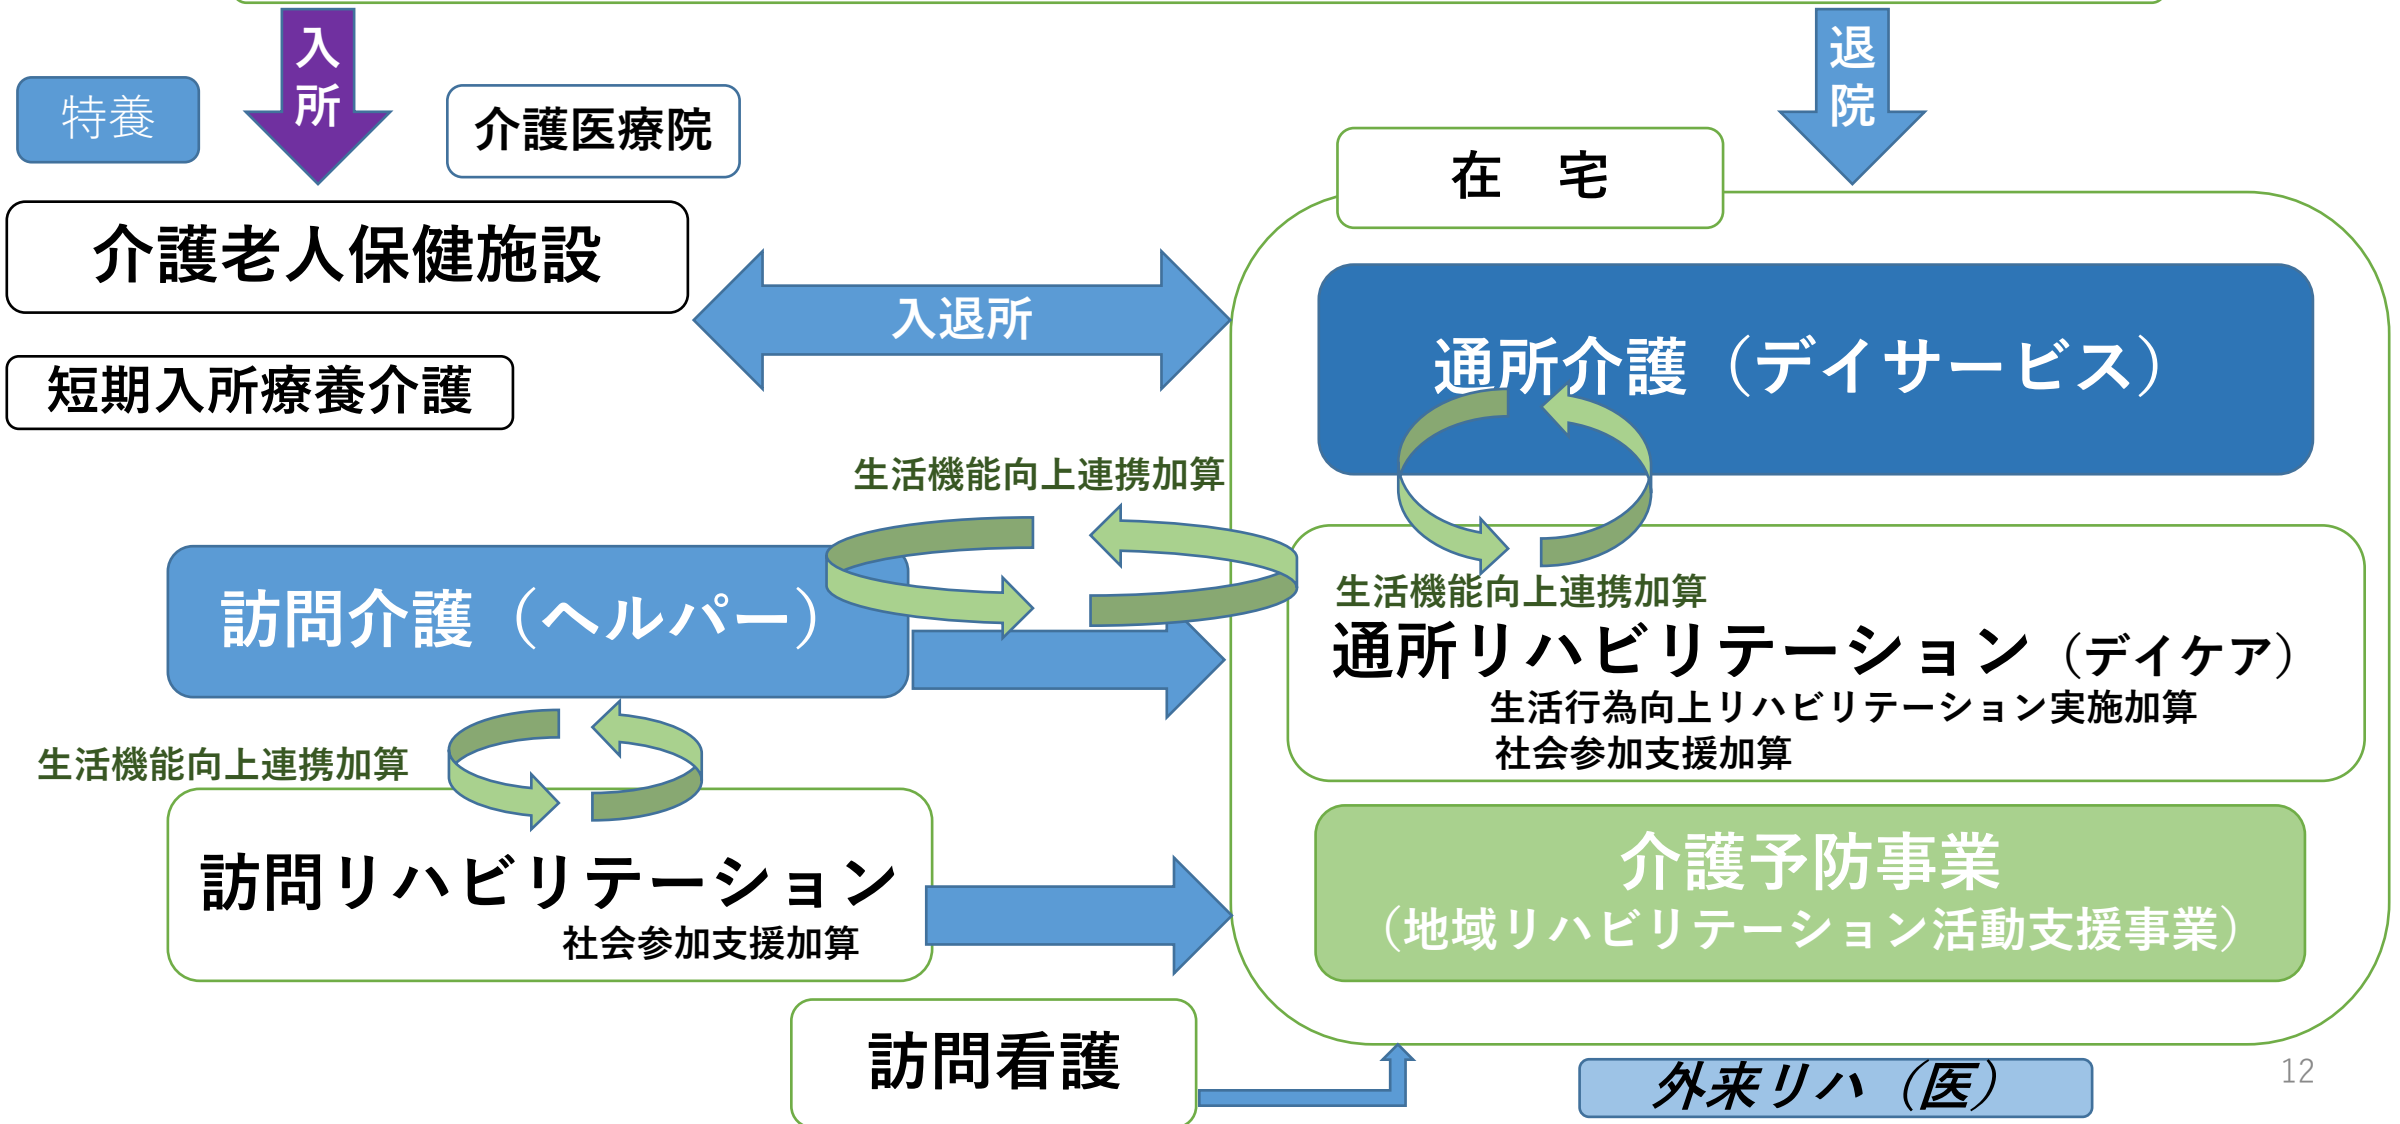 入所
退院
特養
介護医療院
在　宅
介護老人保健施設
入退所
通所介護（デイサービス）
短期入所療養介護
生活機能向上連携加算
訪問介護（ヘルパー）
生活機能向上連携加算
通所リハビリテーション（デイケア）
生活行為向上リハビリテーション実施加算
社会参加支援加算
生活機能向上連携加算
訪問リハビリテーション
社会参加支援加算
介護予防事業
（地域リハビリテーション活動支援事業）
訪問看護
外来リハ（医）
12